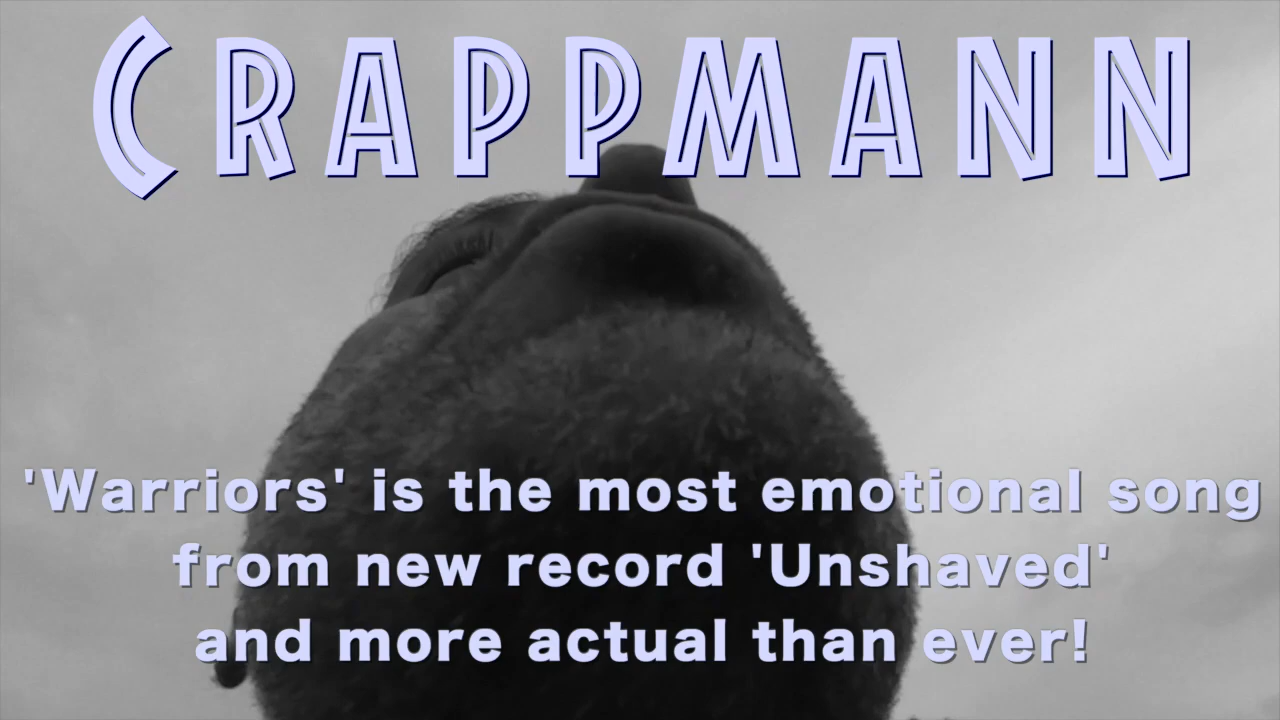 CRAPPMANN
'Warriors' is the most emotional song
from new record 'Unshaved'
and more actual than ever!